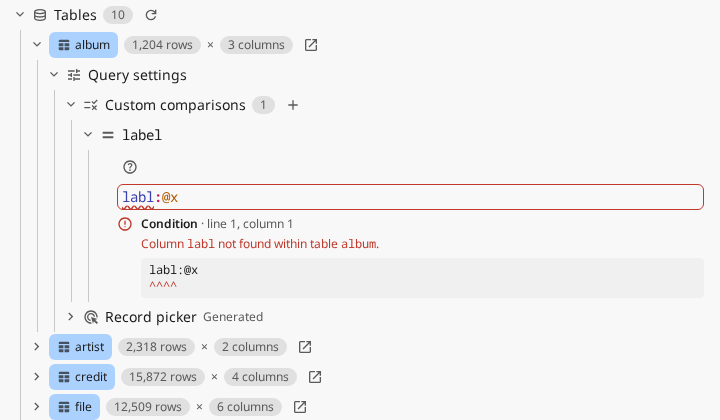 Tables 10
album 1,204 rows × 3 columns
Query settings
Custom comparisons 1 +
= label
?
labl:@x
Condition · line 1, column 1
Column labl not found within table album.
labl:@x
^^^^
Record picker Generated
artist 2,318 rows × 2 columns
credit 15,872 rows × 4 columns
file 12,509 rows × 6 columns